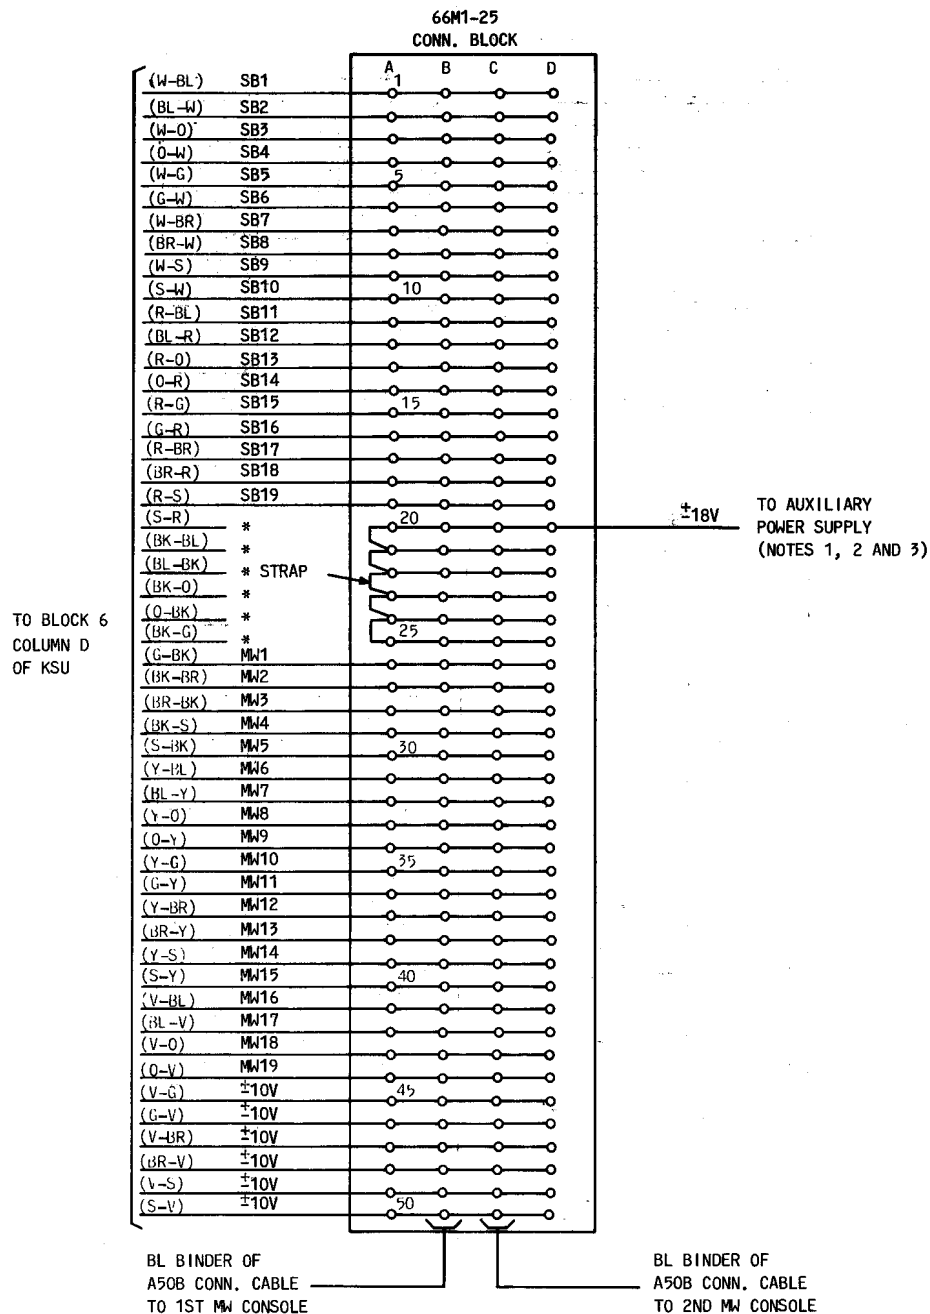 66M1-25
CONN. BLOCK
A B C D
(W-BL) SB1 1
(BL-W) SB2
(W-O) SB3
(O-W) SB4
(W-G) SB5 5
(G-W) SB6
(W-BR) SB7
(BR-W) SB8
(W-S) SB9
(S-W) SB10 10
(R-BL) SB11
(BL-R) SB12
(R-O) SB13
(O-R) SB14
(R-G) SB15 15
(G-R) SB16
(R-BR) SB17
(BR-R) SB18
(R-S) SB19
(S-R) * 20 ±18V TO AUXILIARY
POWER SUPPLY
(NOTES 1, 2 AND 3)
(BK-BL) *
(BL-BK) * STRAP
(BK-O) *
(O-BK) *
(BK-G) * 25
TO BLOCK 6
COLUMN D
OF KSU
(G-BK) MW1
(BK-BR) MW2
(BR-BK) MW3
(BK-S) MW4
(S-BK) MW5 30
(Y-BL) MW6
(BL-Y) MW7
(Y-O) MW8
(O-Y) MW9
(Y-G) MW10 35
(G-Y) MW11
(Y-BR) MW12
(BR-Y) MW13
(Y-S) MW14
(S-Y) MW15 40
(V-BL) MW16
(BL-V) MW17
(V-O) MW18
(O-V) MW19
(V-G) ±10V 45
(G-V) ±10V
(V-BR) ±10V
(BR-V) ±10V
(V-S) ±10V
(S-V) ±10V 50
BL BINDER OF
A50B CONN. CABLE
TO 1ST MW CONSOLE
BL BINDER OF
A50B CONN. CABLE
TO 2ND MW CONSOLE